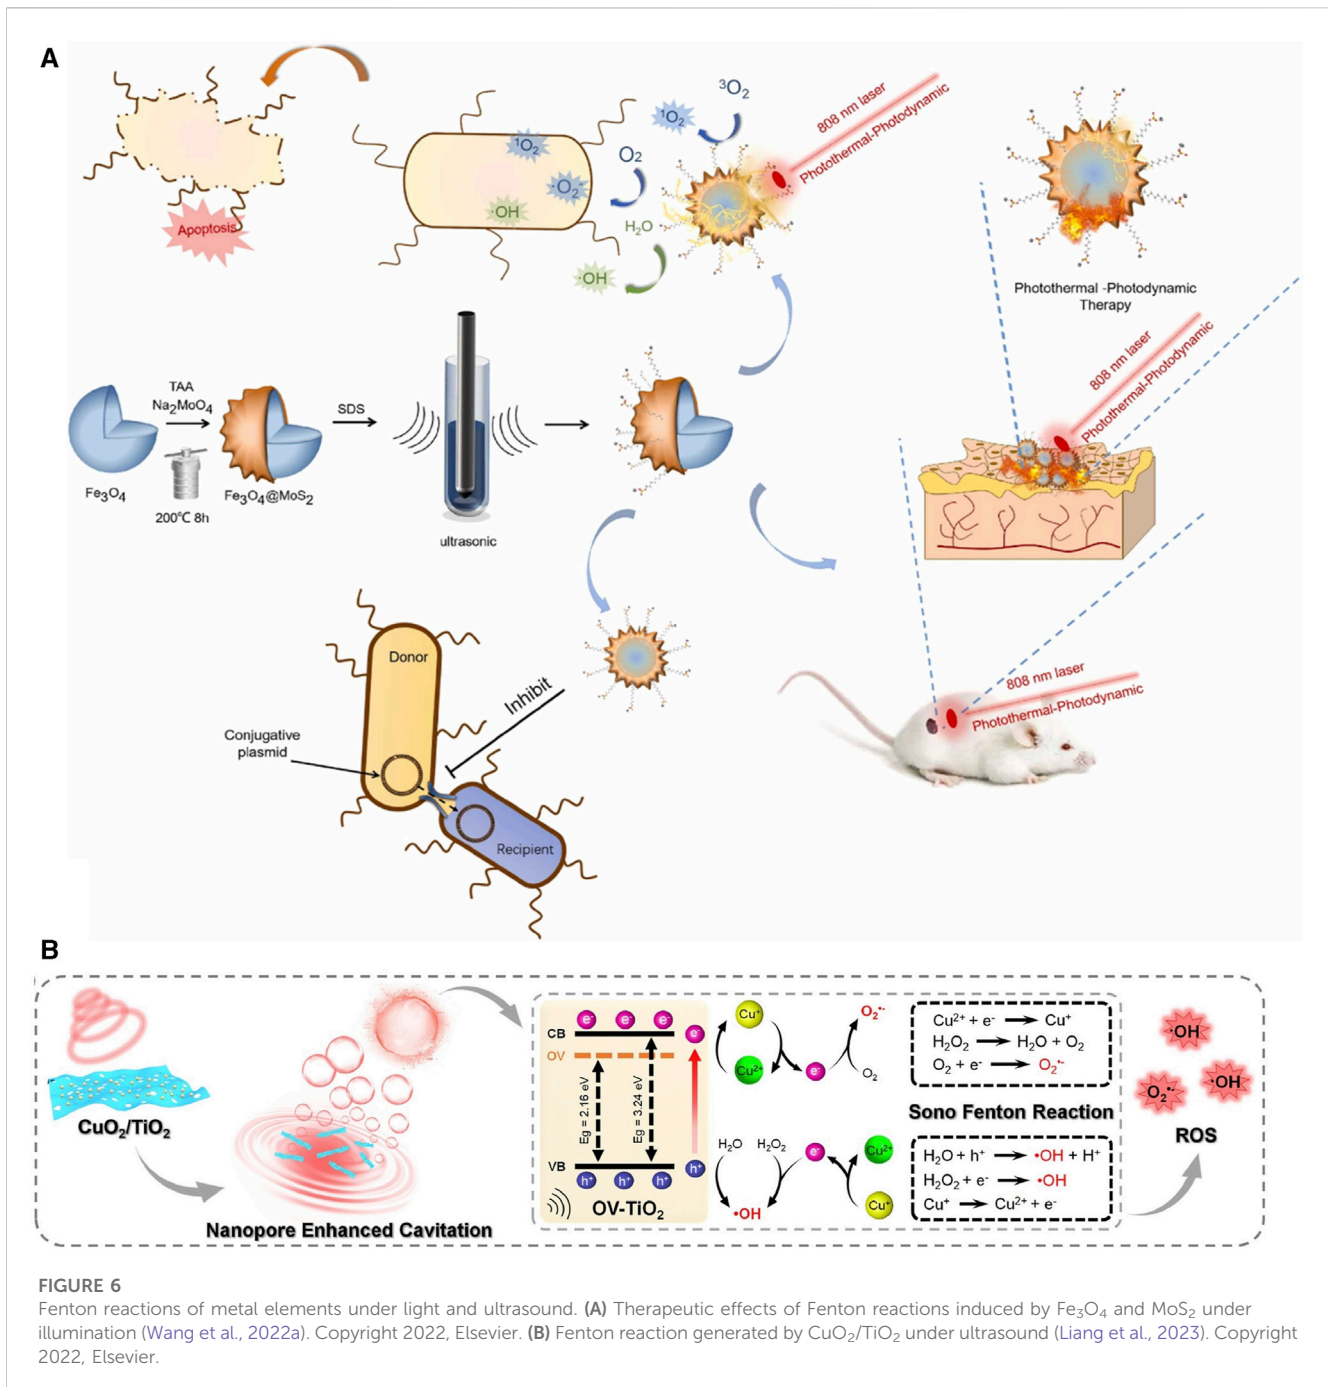 A
³O₂
¹O₂
808 nm laser
Photothermal-Photodynamic
¹O₂
O₂
·O₂⁻
·OH
H₂O
·OH
Apoptosis
Photothermal -Photodynamic
Therapy
TAA
Na₂MoO₄
SDS
Fe₃O₄
Fe₃O₄@MoS₂
200℃ 8h
ultrasonic
808 nm laser
Photothermal-Photodynamic
Donor
Inhibit
Conjugative
plasmid
Recipient
808 nm laser
Photothermal-Photodynamic
B
CuO₂/TiO₂
Nanopore Enhanced Cavitation
e⁻ e⁻ e⁻
CB
e⁻
OV
Eg = 2.16 eV
Eg = 3.24 eV
VB
h⁺
h⁺ h⁺ h⁺
OV-TiO₂
Cu⁺
O₂•⁻
Cu²⁺
e⁻
O₂
H₂O
H₂O₂
e⁻
Cu²⁺
•OH
Cu⁺
Cu²⁺ + e⁻ → Cu⁺
H₂O₂ → H₂O + O₂
O₂ + e⁻ → O₂•⁻
Sono Fenton Reaction
H₂O + h⁺ → •OH + H⁺
H₂O₂ + e⁻ → •OH
Cu⁺ → Cu²⁺ + e⁻
·OH
O₂•⁻
·OH
ROS
FIGURE 6
Fenton reactions of metal elements under light and ultrasound. (A) Therapeutic effects of Fenton reactions induced by Fe₃O₄ and MoS₂ under
illumination (Wang et al., 2022a). Copyright 2022, Elsevier. (B) Fenton reaction generated by CuO₂/TiO₂ under ultrasound (Liang et al., 2023). Copyright
2022, Elsevier.